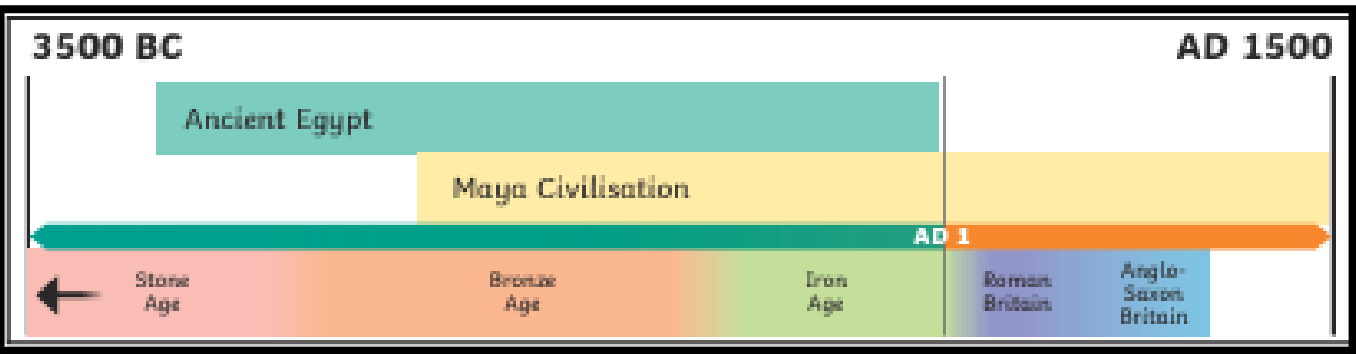 3500 BC
AD 1500
Ancient Egypt
Maya Civilisation
AD 1
Stone
Age
Bronze
Age
Iron
Age
Roman
Britain
Anglo-
Saxon
Britain